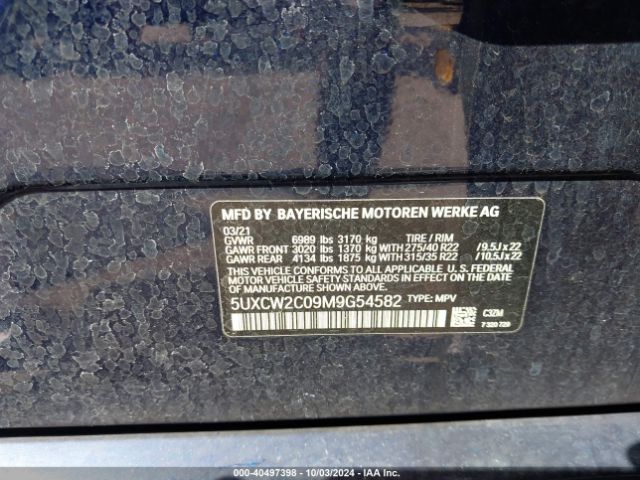 MFD BY BAYERISCHE MOTOREN WERKE AG
03/21
GVWR 6989 lbs 3170 kg TIRE / RIM
GAWR FRONT 3020 lbs 1370 kg WITH 275/40 R22 /9.5Jx22
GAWR REAR 4134 lbs 1875 kg WITH 315/35 R22 /10.5Jx22
THIS VEHICLE CONFORMS TO ALL APPLICABLE U. S. FEDERAL
MOTOR VEHICLE SAFETY STANDARDS IN EFFECT ON THE
DATE OF MANUFACTURE SHOWN ABOVE.
5UXCW2C09M9G54582 TYPE: MPV
C3ZM
7 320 729
000-40497398 - 10/03/2024 - IAA Inc.